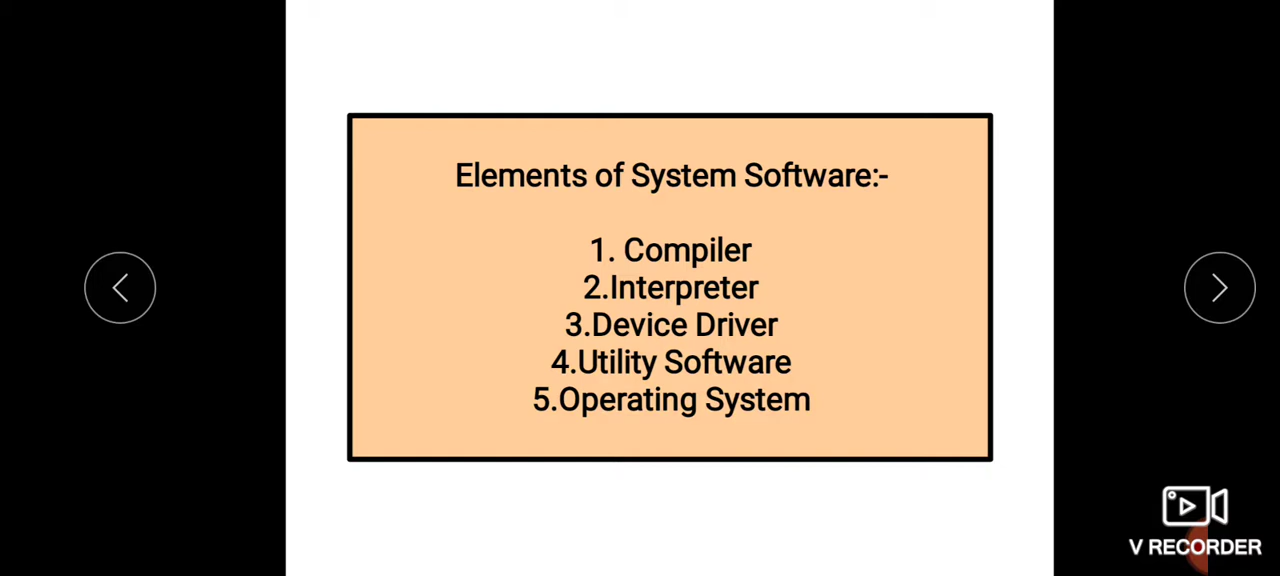 Elements of System Software:-
1. Compiler
2.Interpreter
3.Device Driver
4.Utility Software
5.Operating System
V RECORDER